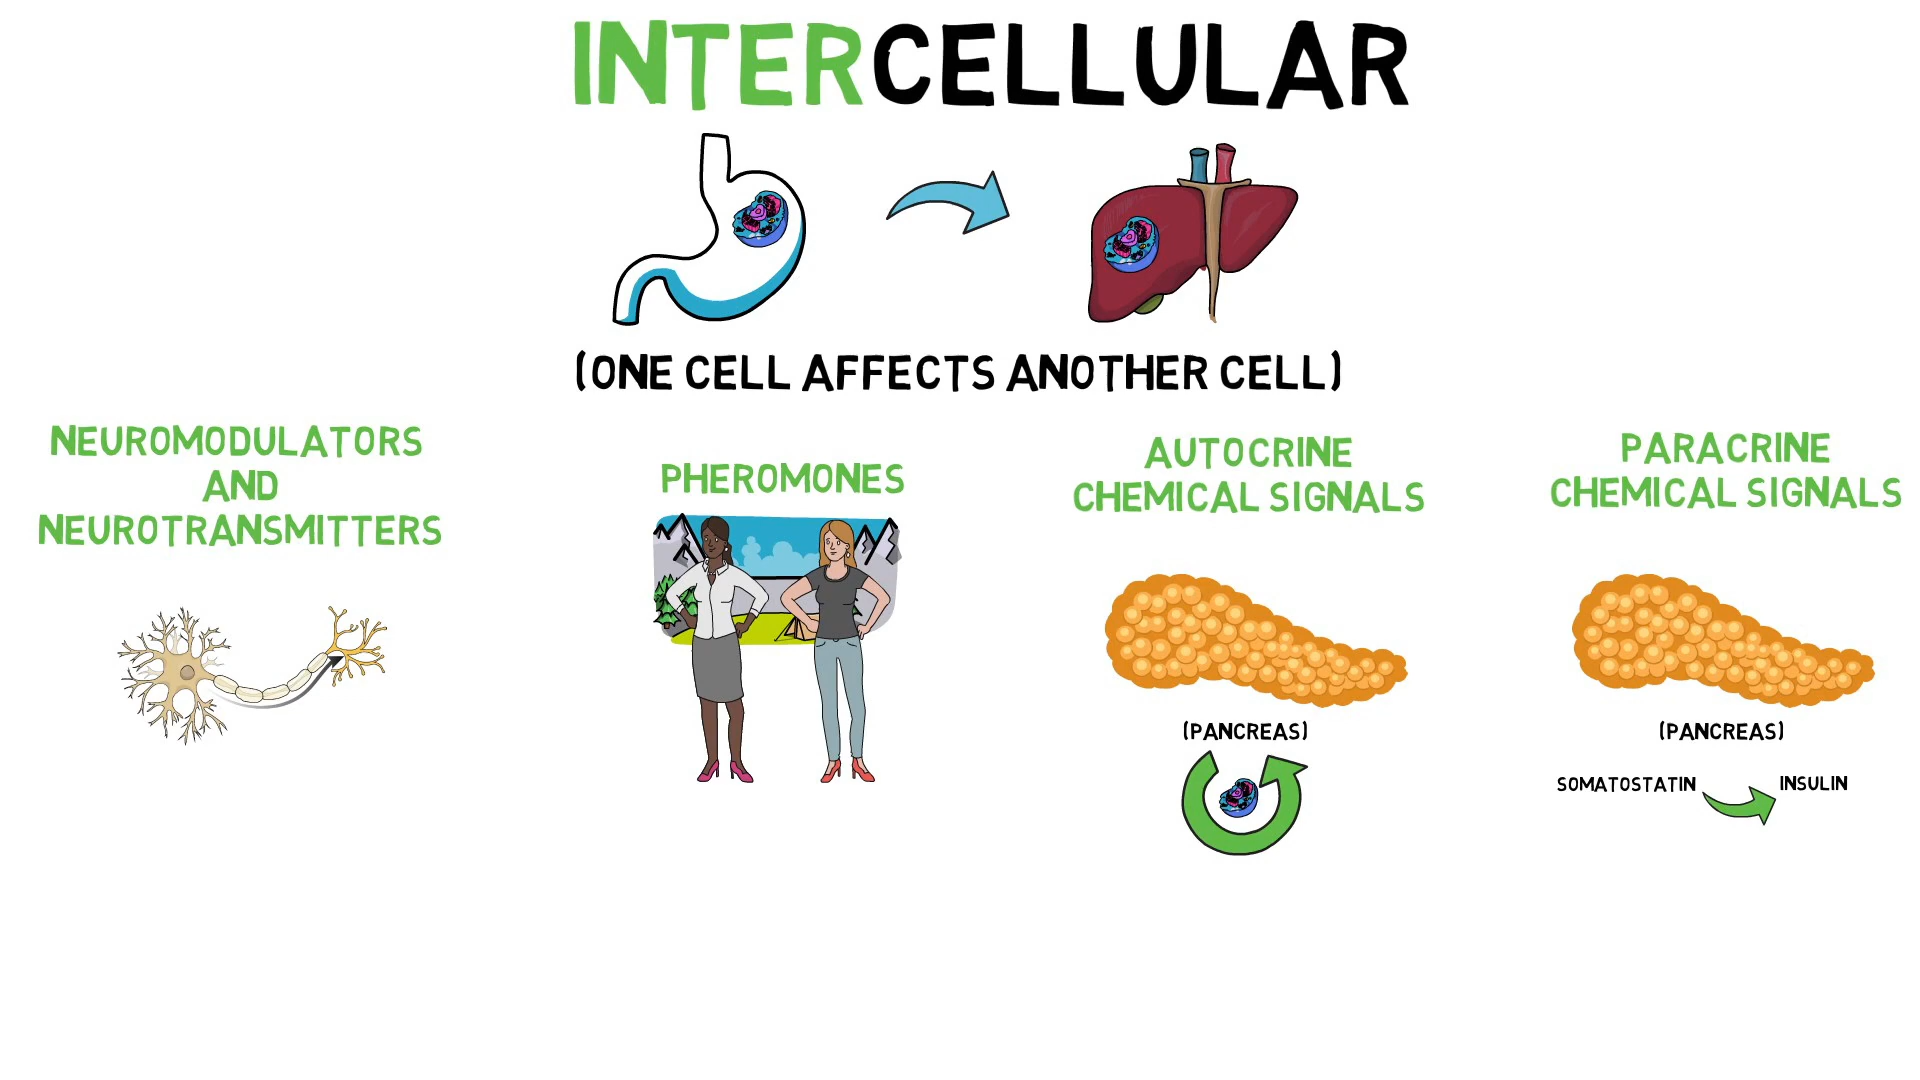 INTERCELLULAR
(ONE CELL AFFECTS ANOTHER CELL)
NEUROMODULATORS
AND
NEUROTRANSMITTERS
PHEROMONES
AUTOCRINE
CHEMICAL SIGNALS
(PANCREAS)
PARACRINE
CHEMICAL SIGNALS
(PANCREAS)
SOMATOSTATIN INSULIN